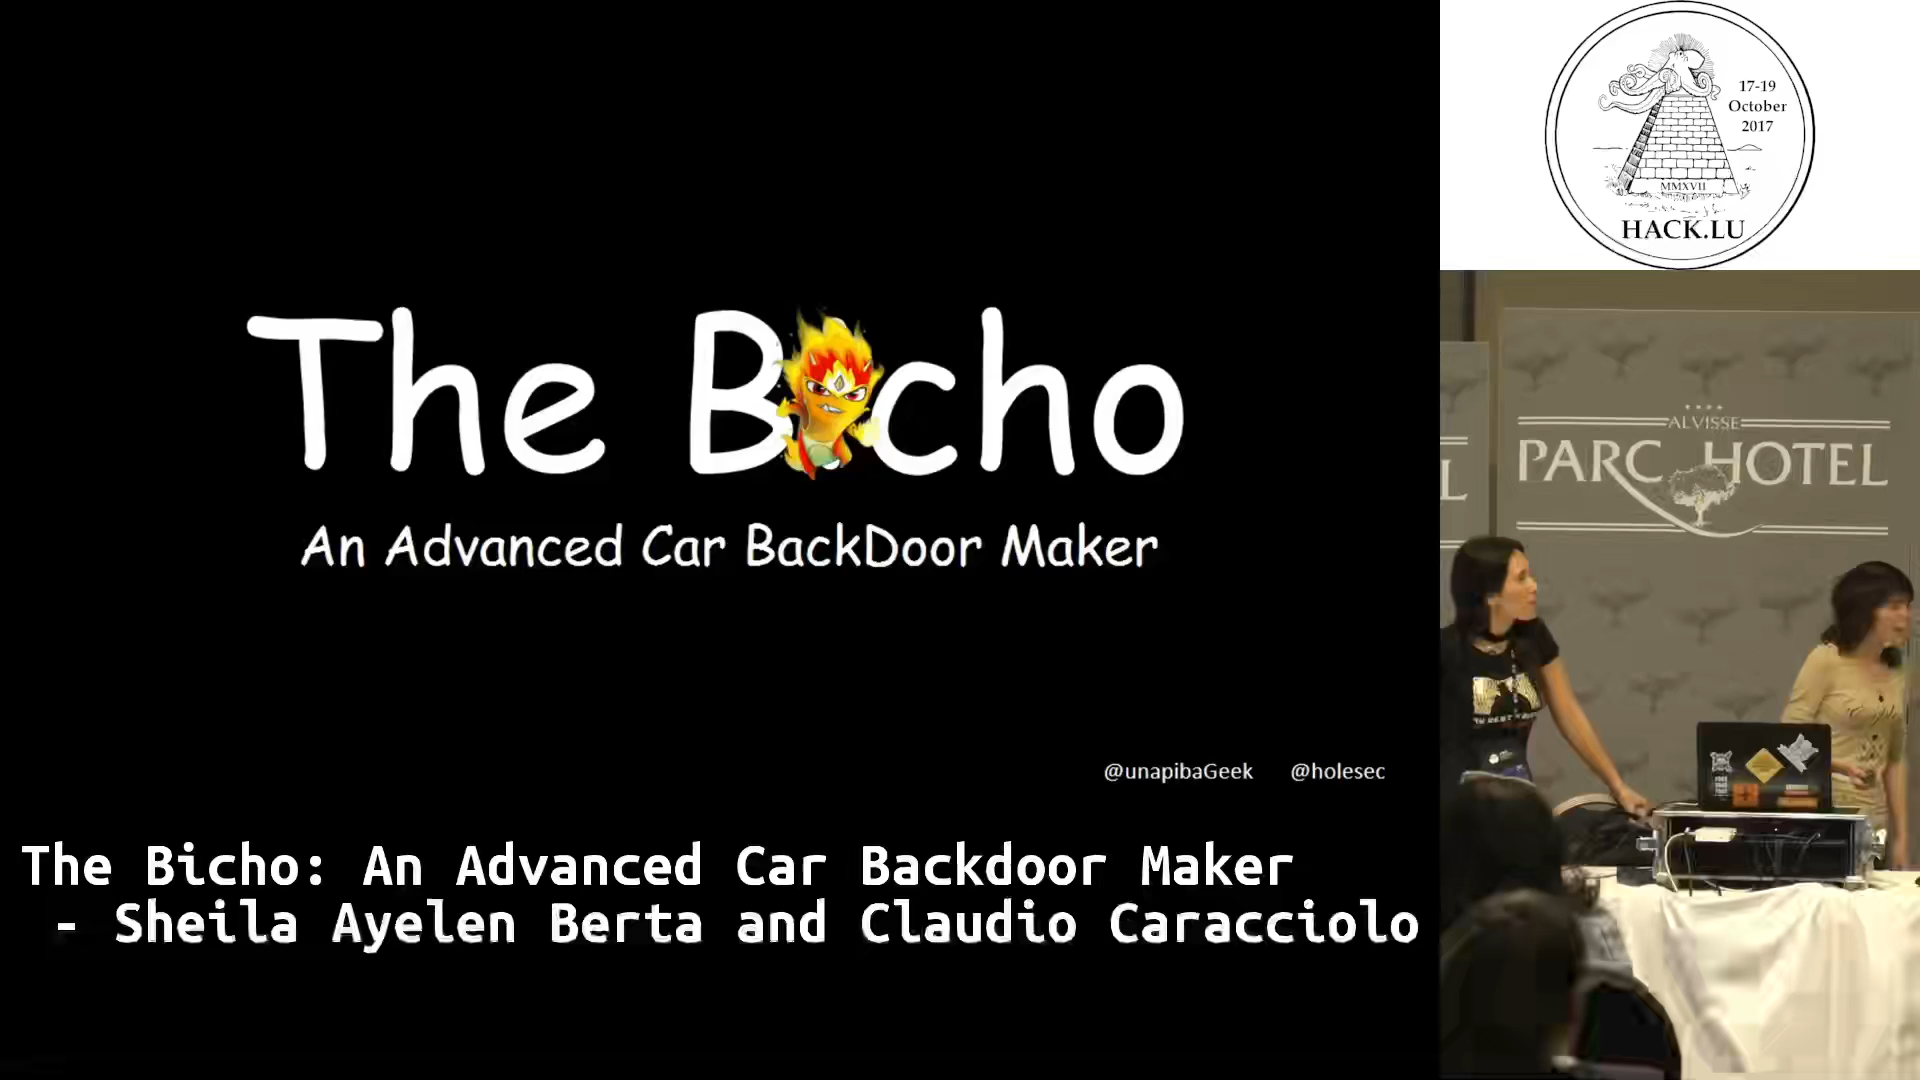 The Bicho
An Advanced Car BackDoor Maker
@unapibaGeek @holesec
The Bicho: An Advanced Car Backdoor Maker
- Sheila Ayelen Berta and Claudio Caracciolo
17-19
October
2017
MMXVII
HACK.LU
ALVISSE
PARC HOTEL
L